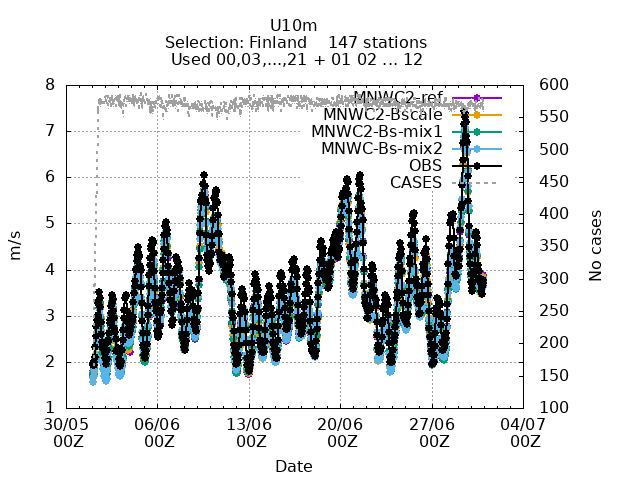 U10m
Selection: Finland    147 stations
Used 00,03,...,21 + 01 02 ... 12
MNWC2-ref
MNWC2-Bscale
MNWC2-Bs-mix1
MNWC-Bs-mix2
OBS
CASES
8
7
6
5
4
3
2
1
m/s
600
550
500
450
400
350
300
250
200
150
100
No cases
30/05 06/06 13/06 20/06 27/06 04/07
00Z 00Z 00Z 00Z 00Z 00Z
Date